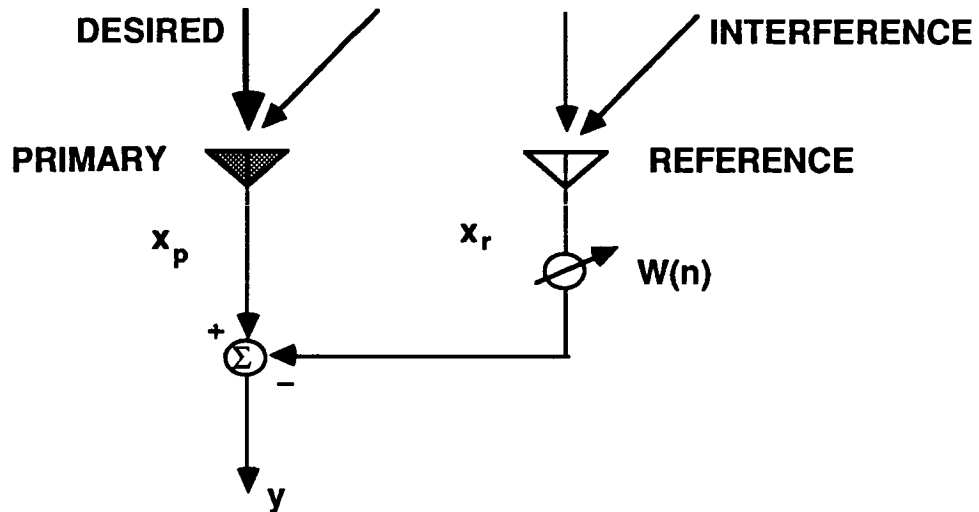 DESIRED
INTERFERENCE
PRIMARY
REFERENCE
x_p
x_r
W(n)
+
Σ
−
y